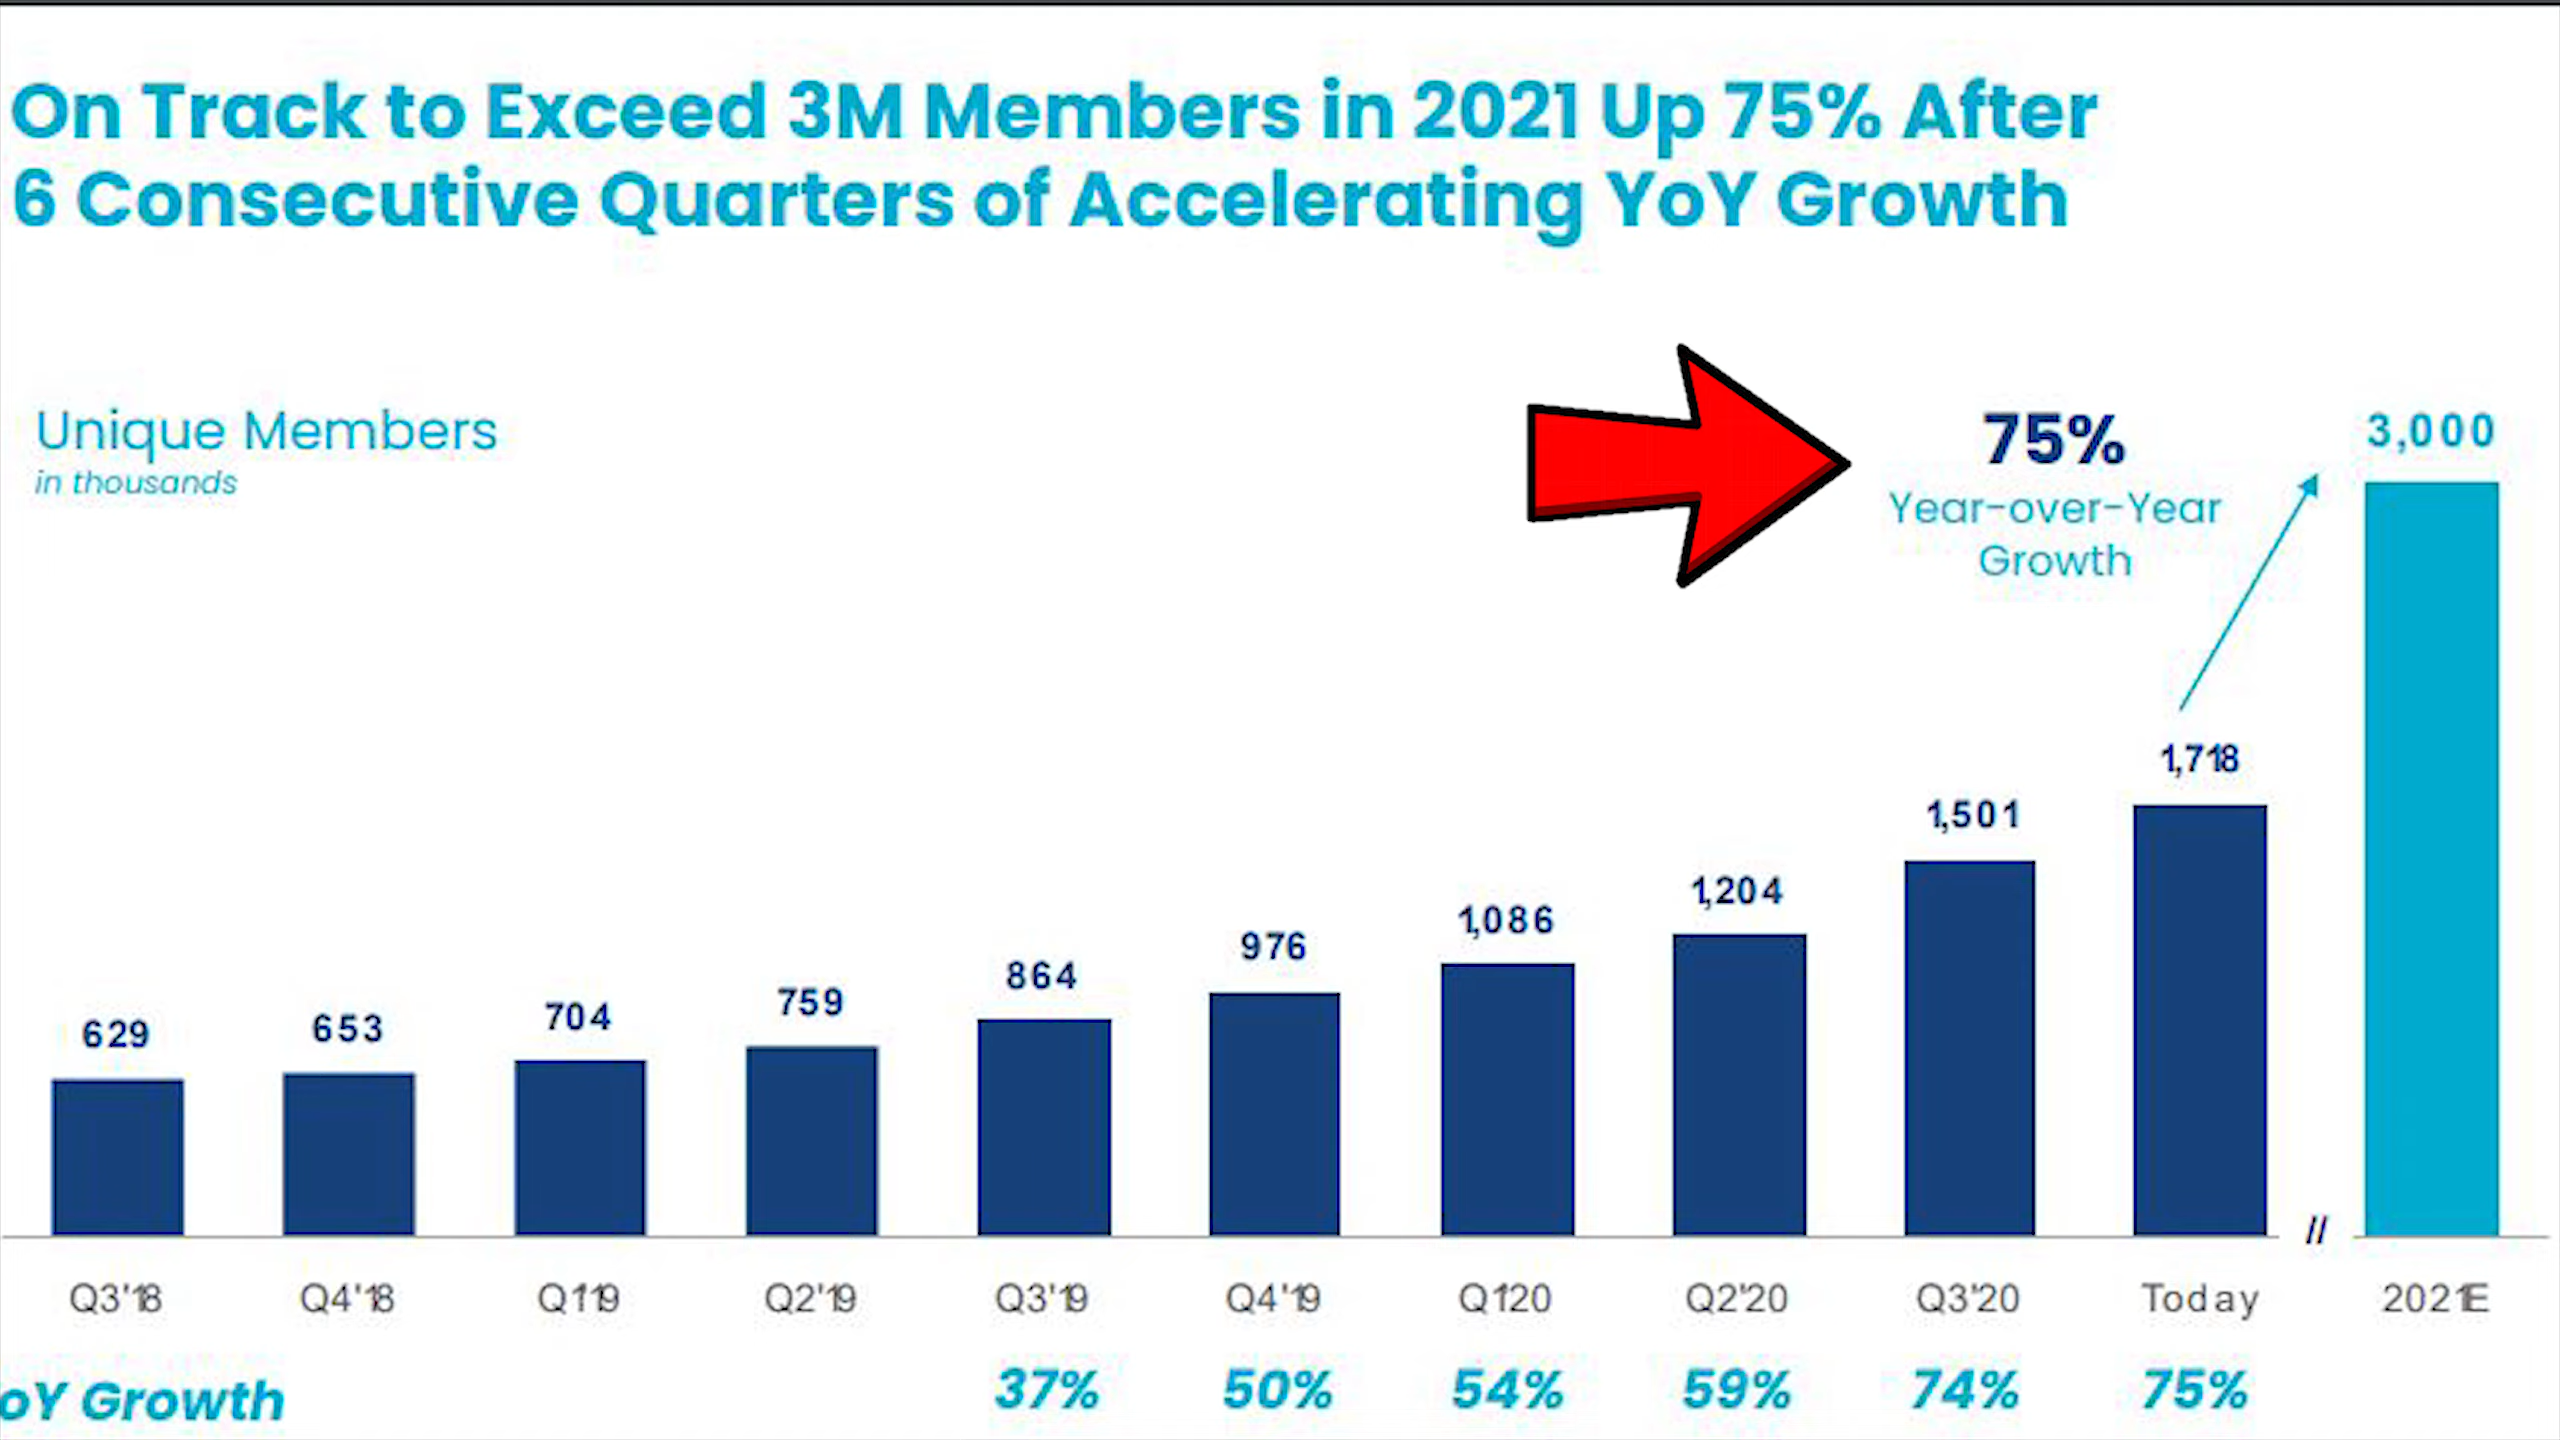 On Track to Exceed 3M Members in 2021 Up 75% After
6 Consecutive Quarters of Accelerating YoY Growth
Unique Members
in thousands
75%
Year-over-Year
Growth
3,000
1,718
1,501
1,204
1,086
976
864
759
704
653
629
//
Q3'18 Q4'18 Q1'19 Q2'19 Q3'19 Q4'19 Q1'20 Q2'20 Q3'20 Today 2021E
oY Growth 37% 50% 54% 59% 74% 75%